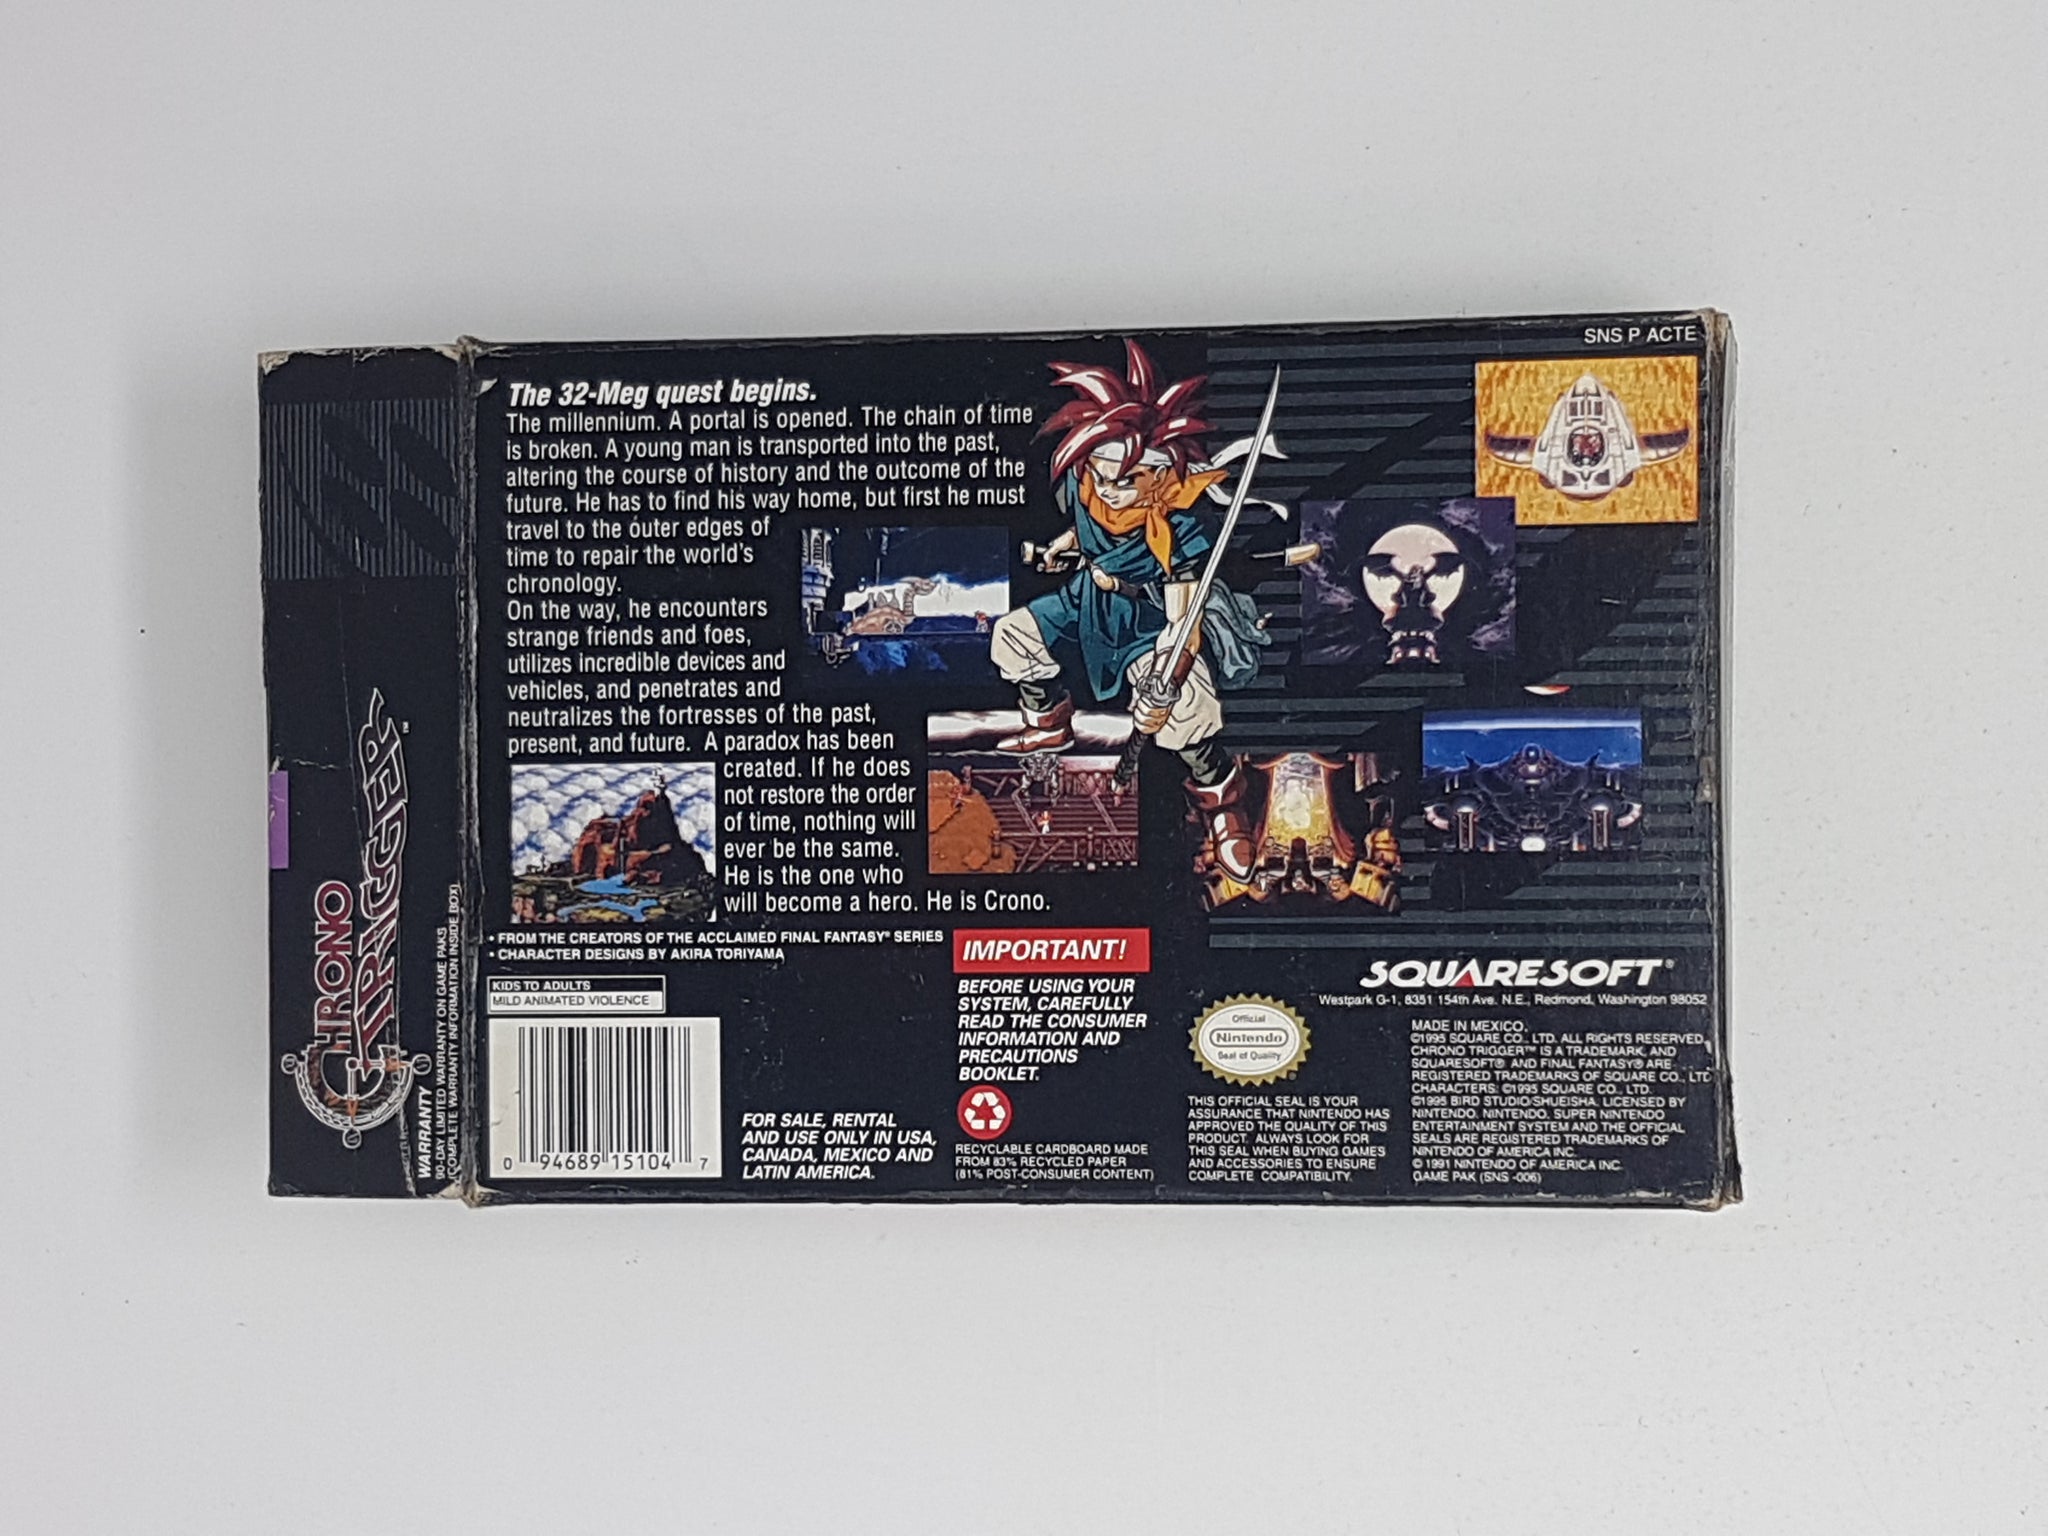 SNS P ACTE
The 32-Meg quest begins.
The millennium. A portal is opened. The chain of time
is broken. A young man is transported into the past,
altering the course of history and the outcome of the
future. He has to find his way home, but first he must
travel to the outer edges of
time to repair the world's
chronology.
On the way, he encounters
strange friends and foes,
utilizes incredible devices and
vehicles, and penetrates and
neutralizes the fortresses of the past,
present, and future. A paradox has been
created. If he does
not restore the order
of time, nothing will
ever be the same.
He is the one who
will become a hero. He is Crono.
• FROM THE CREATORS OF THE ACCLAIMED FINAL FANTASY® SERIES
• CHARACTER DESIGNS BY AKIRA TORIYAMA
KIDS TO ADULTS
MILD ANIMATED VIOLENCE
0 94689 15104 7
FOR SALE, RENTAL
AND USE ONLY IN USA,
CANADA, MEXICO AND
LATIN AMERICA.
IMPORTANT!
BEFORE USING YOUR
SYSTEM, CAREFULLY
READ THE CONSUMER
INFORMATION AND
PRECAUTIONS
BOOKLET.
RECYCLABLE CARDBOARD MADE
FROM 83% RECYCLED PAPER
(81% POST-CONSUMER CONTENT)
SQUARESOFT®
Westpark G-1, 8351 154th Ave. N.E., Redmond, Washington 98052
Official
Nintendo
Seal of Quality
THIS OFFICIAL SEAL IS YOUR
ASSURANCE THAT NINTENDO HAS
APPROVED THE QUALITY OF THIS
PRODUCT. ALWAYS LOOK FOR
THIS SEAL WHEN BUYING GAMES
AND ACCESSORIES TO ENSURE
COMPLETE COMPATIBILITY.
MADE IN MEXICO.
©1995 SQUARE CO., LTD. ALL RIGHTS RESERVED.
CHRONO TRIGGER™ IS A TRADEMARK, AND
SQUARESOFT® AND FINAL FANTASY® ARE
REGISTERED TRADEMARKS OF SQUARE CO., LTD
CHARACTERS: ©1995 SQUARE CO., LTD.
©1995 BIRD STUDIO/SHUEISHA. LICENSED BY
NINTENDO. NINTENDO, SUPER NINTENDO
ENTERTAINMENT SYSTEM AND THE OFFICIAL
SEALS ARE REGISTERED TRADEMARKS OF
NINTENDO OF AMERICA INC.
© 1991 NINTENDO OF AMERICA INC.
GAME PAK (SNS -006)
CHRONO
TRIGGER™
WARRANTY
90-DAY LIMITED WARRANTY ON GAME PAKS
(COMPLETE WARRANTY INFORMATION INSIDE BOX)